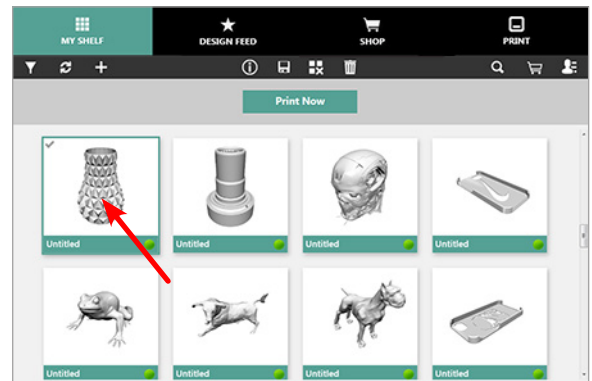 MY SHELF
DESIGN FEED
SHOP
PRINT
Print Now
Untitled
Untitled
Untitled
Untitled
Untitled
Untitled
Untitled
Untitled